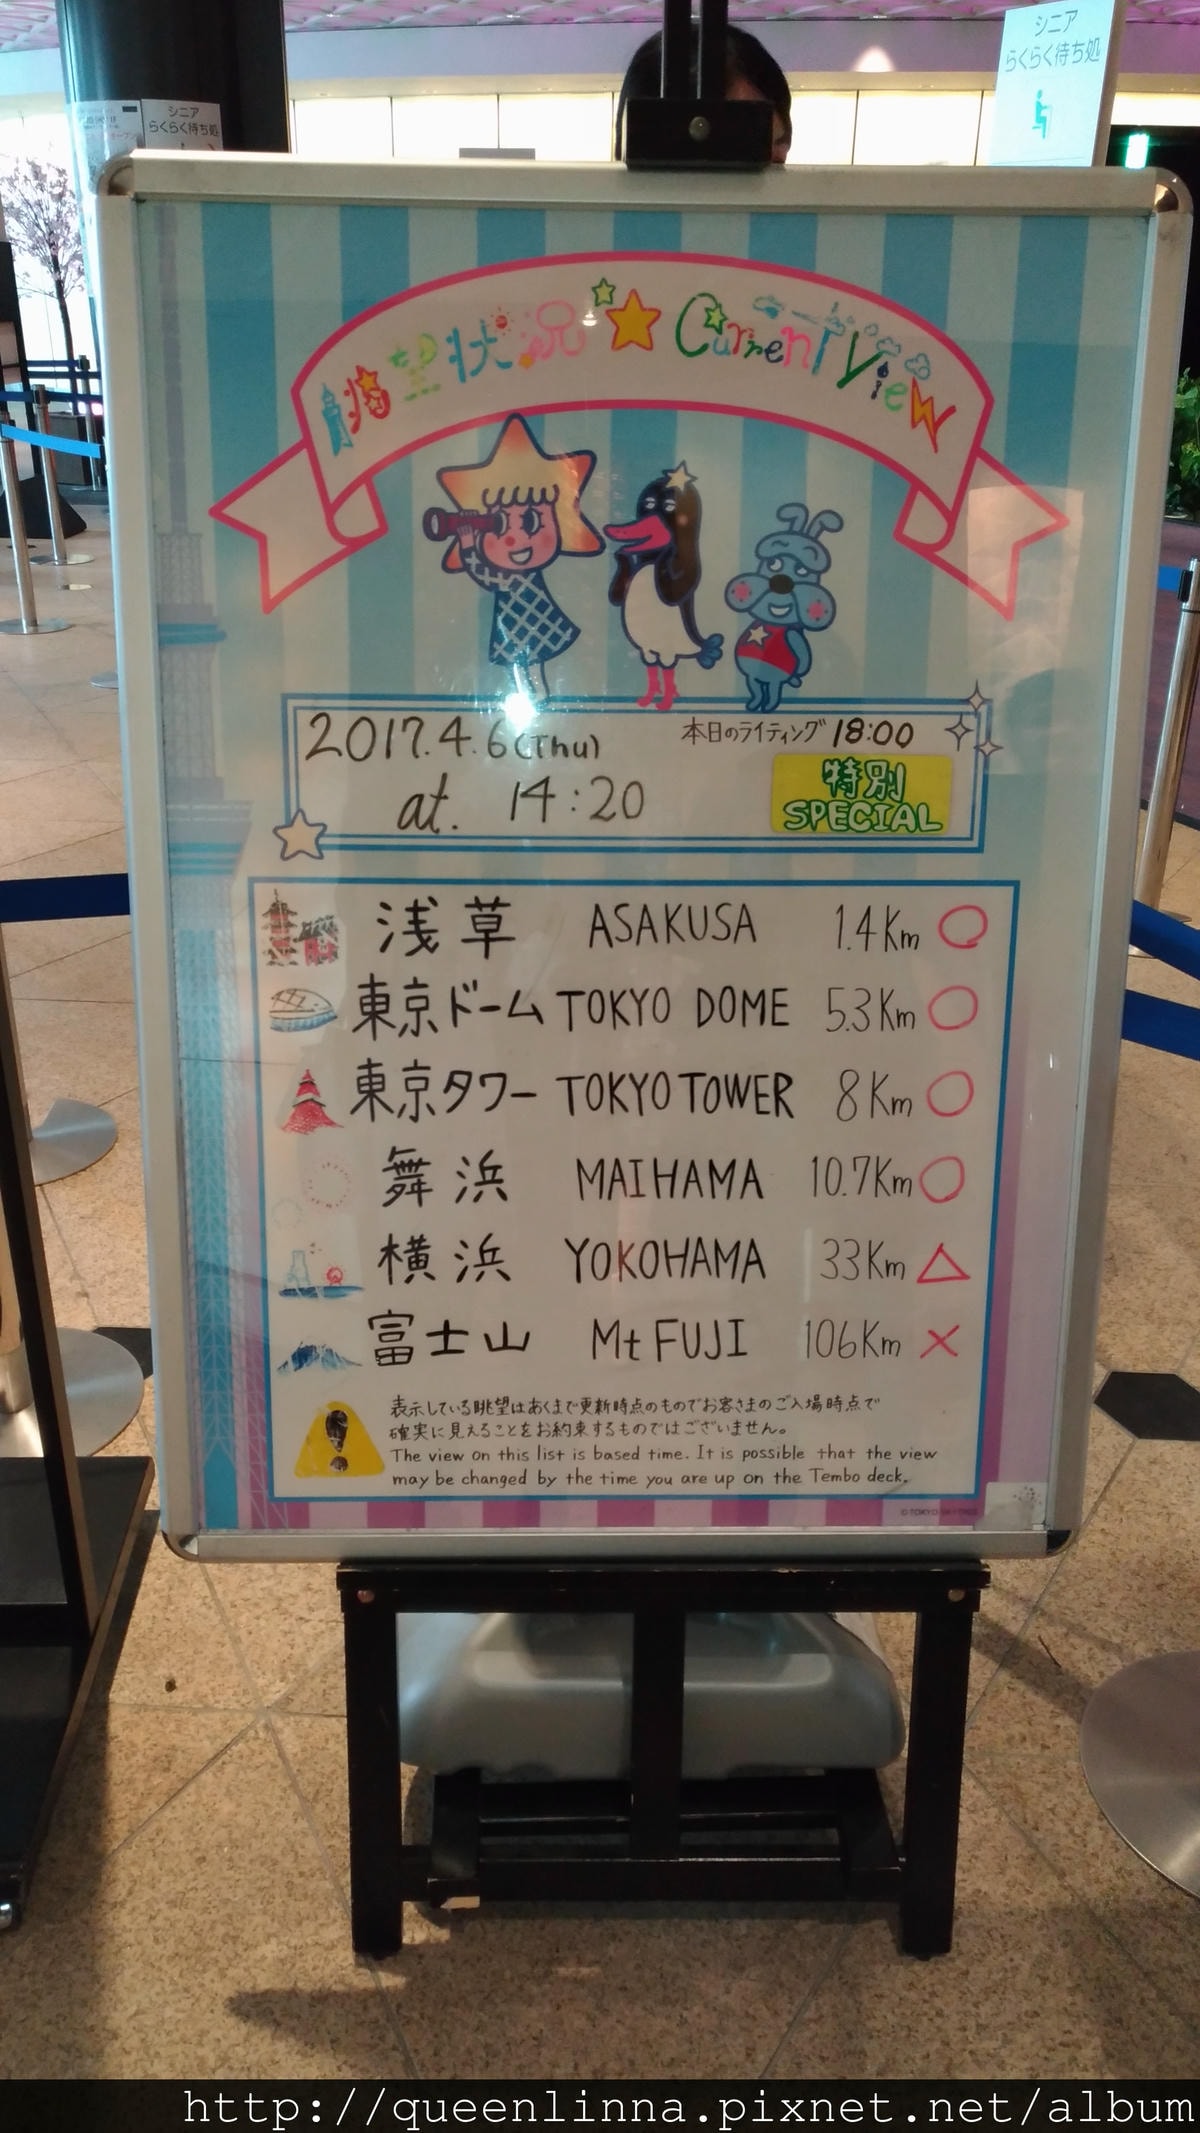 シニア
らくらく待ち処
シニア
らくらく待ち処
眺望状況 Current View
2017.4.6(Thu)
at. 14:20
本日のライティング 18:00
特別
SPECIAL
浅草 ASAKUSA 1.4Km ○
東京ドーム TOKYO DOME 5.3Km ○
東京タワー TOKYO TOWER 8Km ○
舞浜 MAIHAMA 10.7Km ○
横浜 YOKOHAMA 33Km △
富士山 Mt FUJI 106Km ×
表示している眺望はあくまで更新時点のものでお客さまのご入場時点で
確実に見えることをお約束するものではございません。
The view on this list is based time. It is possible that the view
may be changed by the time you are up on the Tembo deck.
http://queenlinna.pixnet.net/album